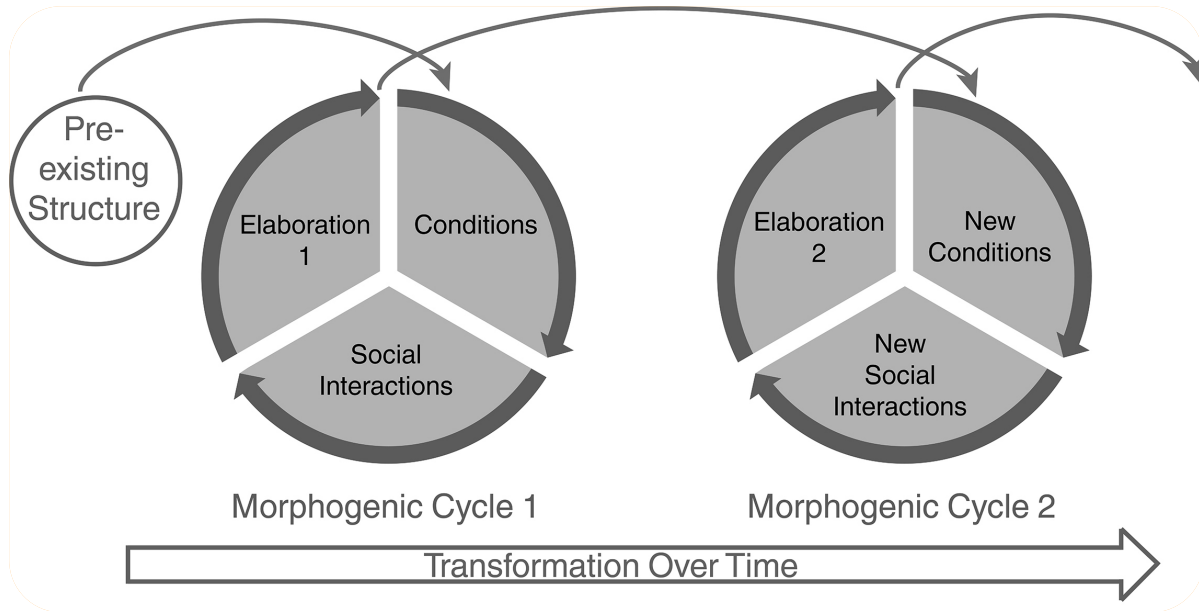 Pre-
existing
Structure
Elaboration
1
Conditions
Social
Interactions
Elaboration
2
New
Conditions
New
Social
Interactions
Morphogenic Cycle 1
Morphogenic Cycle 2
Transformation Over Time